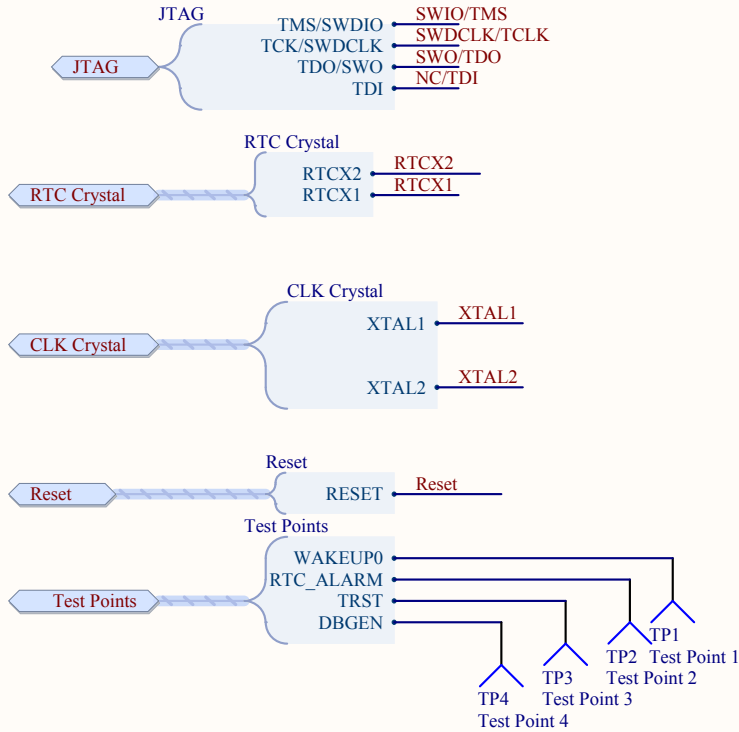 JTAG
TMS/SWDIO SWIO/TMS
TCK/SWDCLK SWDCLK/TCLK
JTAG TDO/SWO SWO/TDO
TDI NC/TDI
RTC Crystal
RTCX2 RTCX2
RTC Crystal RTCX1 RTCX1
CLK Crystal
XTAL1 XTAL1
CLK Crystal
XTAL2 XTAL2
Reset
Reset RESET Reset
Test Points
WAKEUP0
RTC_ALARM
Test Points TRST
DBGEN
TP1
Test Point 1
TP2
Test Point 2
TP3
Test Point 3
TP4
Test Point 4